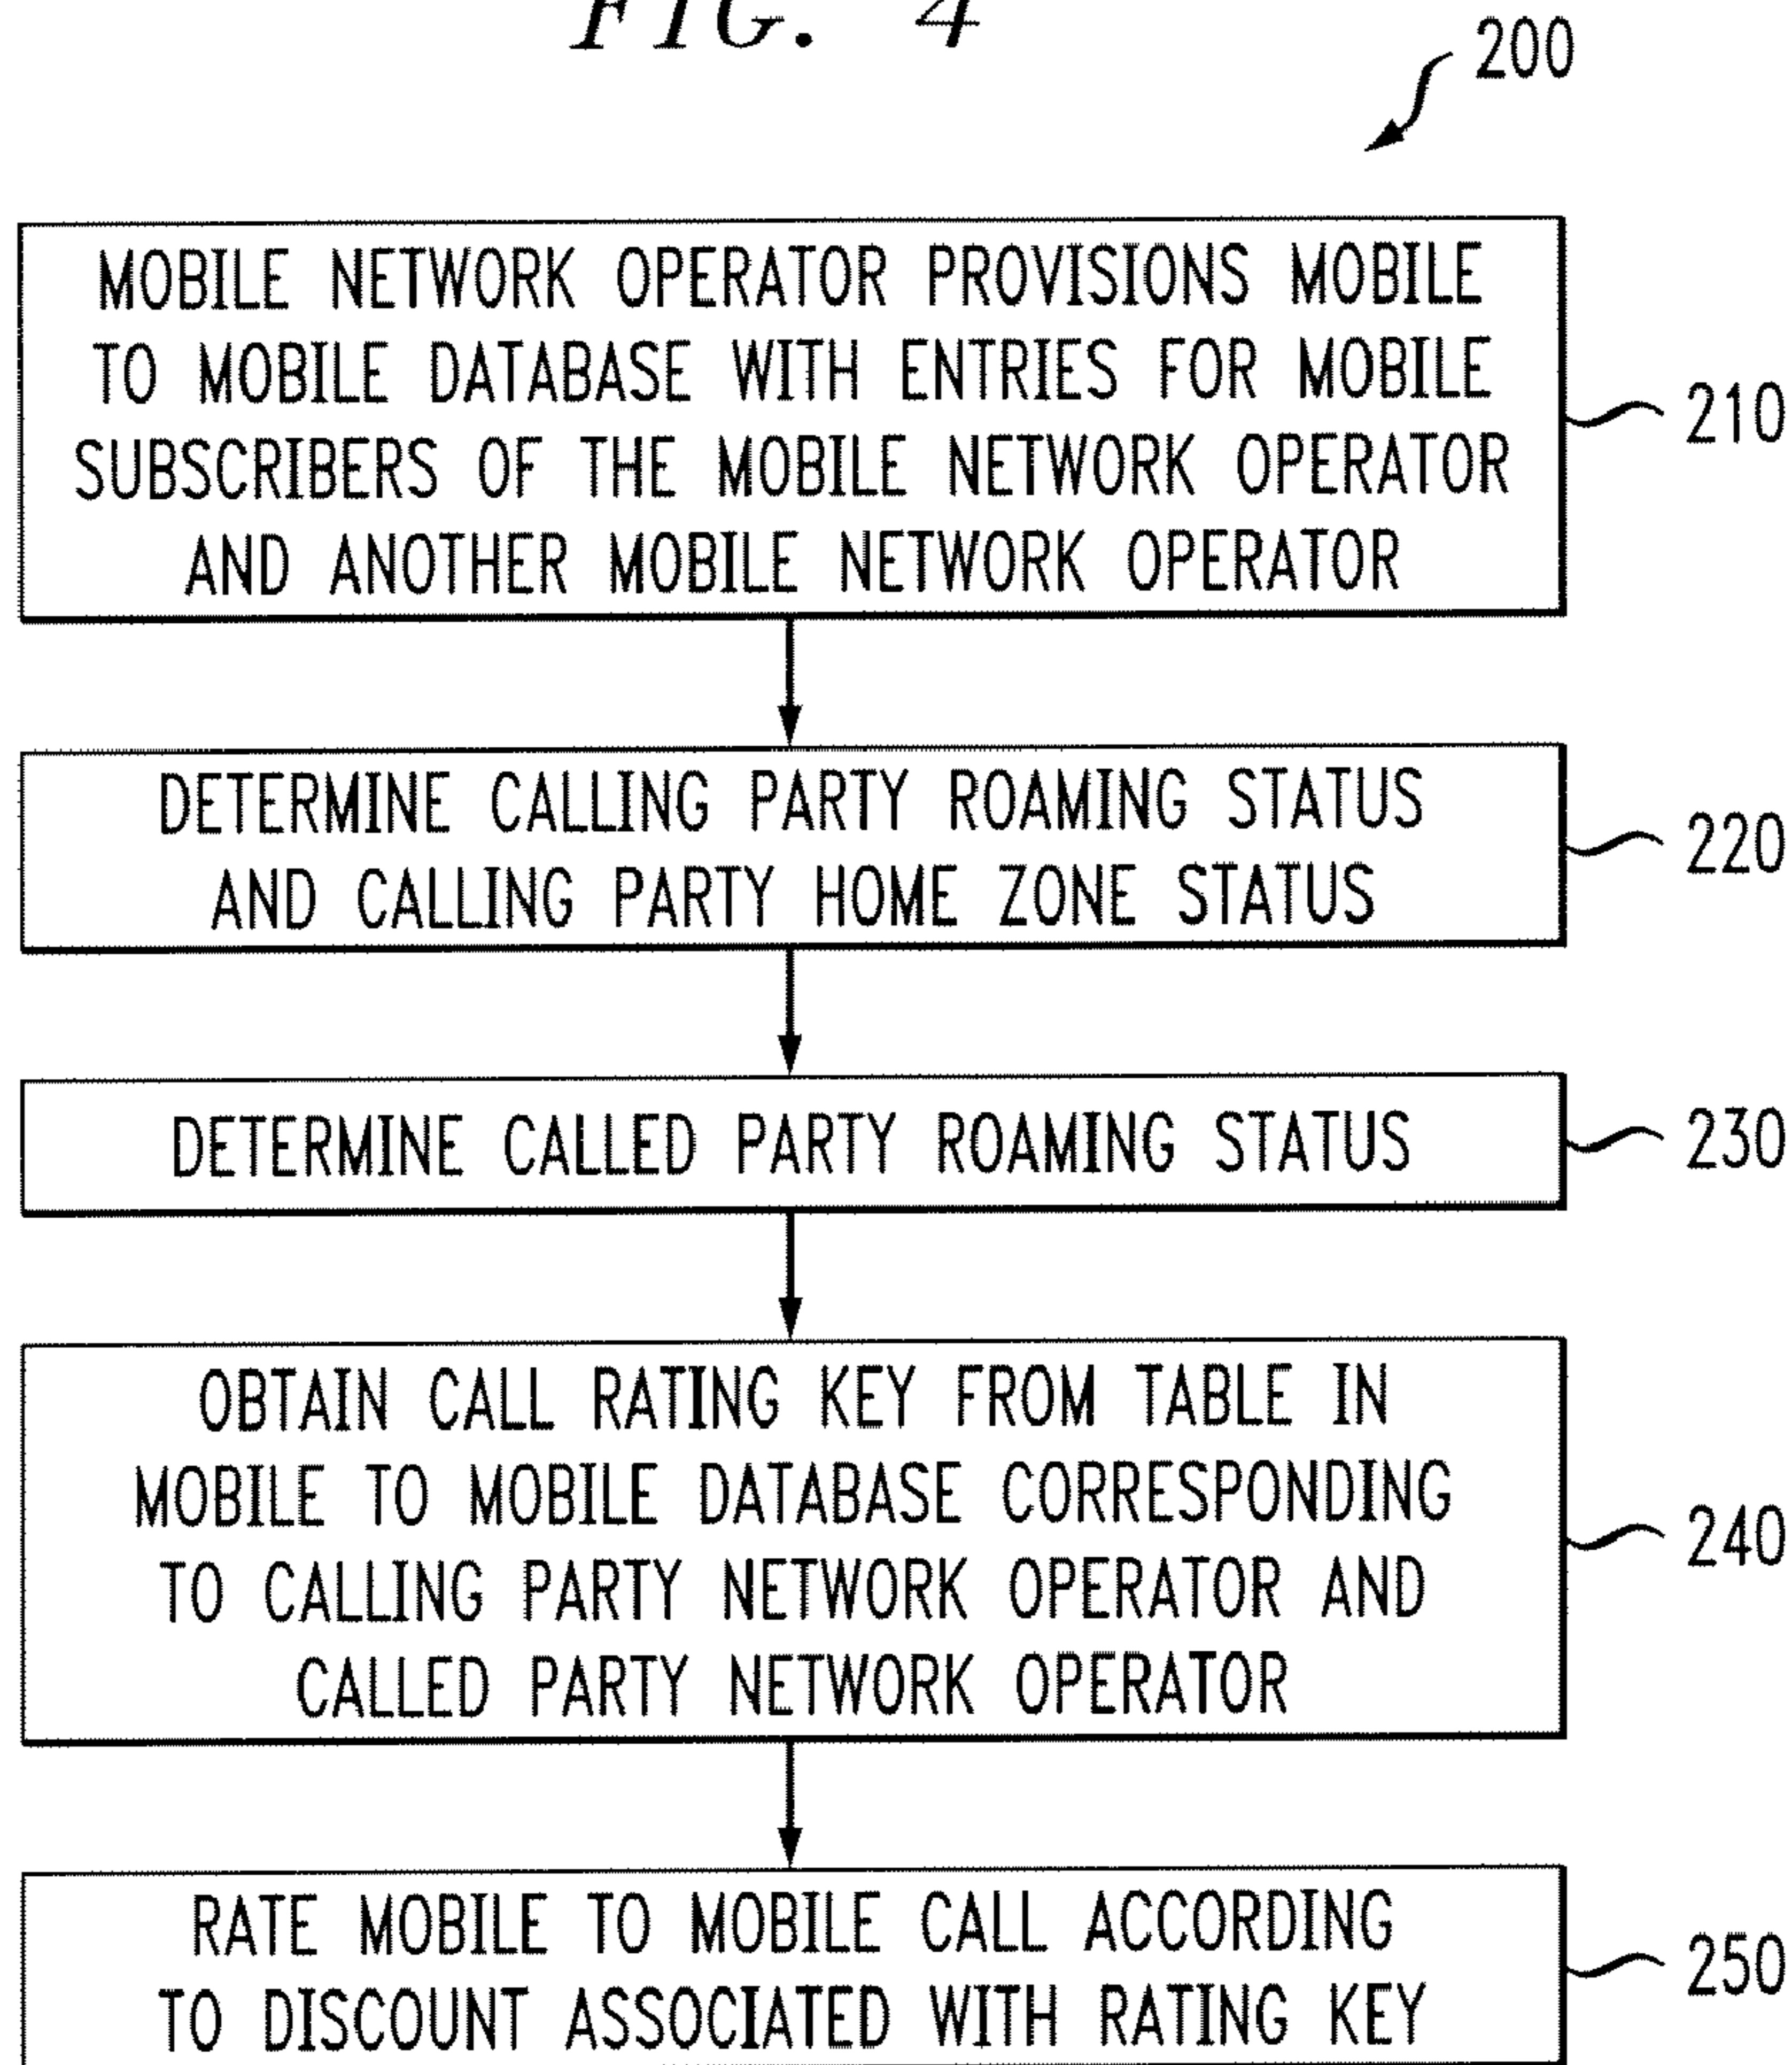 FIG. 4
200
MOBILE NETWORK OPERATOR PROVISIONS MOBILE
TO MOBILE DATABASE WITH ENTRIES FOR MOBILE
SUBSCRIBERS OF THE MOBILE NETWORK OPERATOR
AND ANOTHER MOBILE NETWORK OPERATOR
210
DETERMINE CALLING PARTY ROAMING STATUS
AND CALLING PARTY HOME ZONE STATUS
220
DETERMINE CALLED PARTY ROAMING STATUS
230
OBTAIN CALL RATING KEY FROM TABLE IN
MOBILE TO MOBILE DATABASE CORRESPONDING
TO CALLING PARTY NETWORK OPERATOR AND
CALLED PARTY NETWORK OPERATOR
240
RATE MOBILE TO MOBILE CALL ACCORDING
TO DISCOUNT ASSOCIATED WITH RATING KEY
250